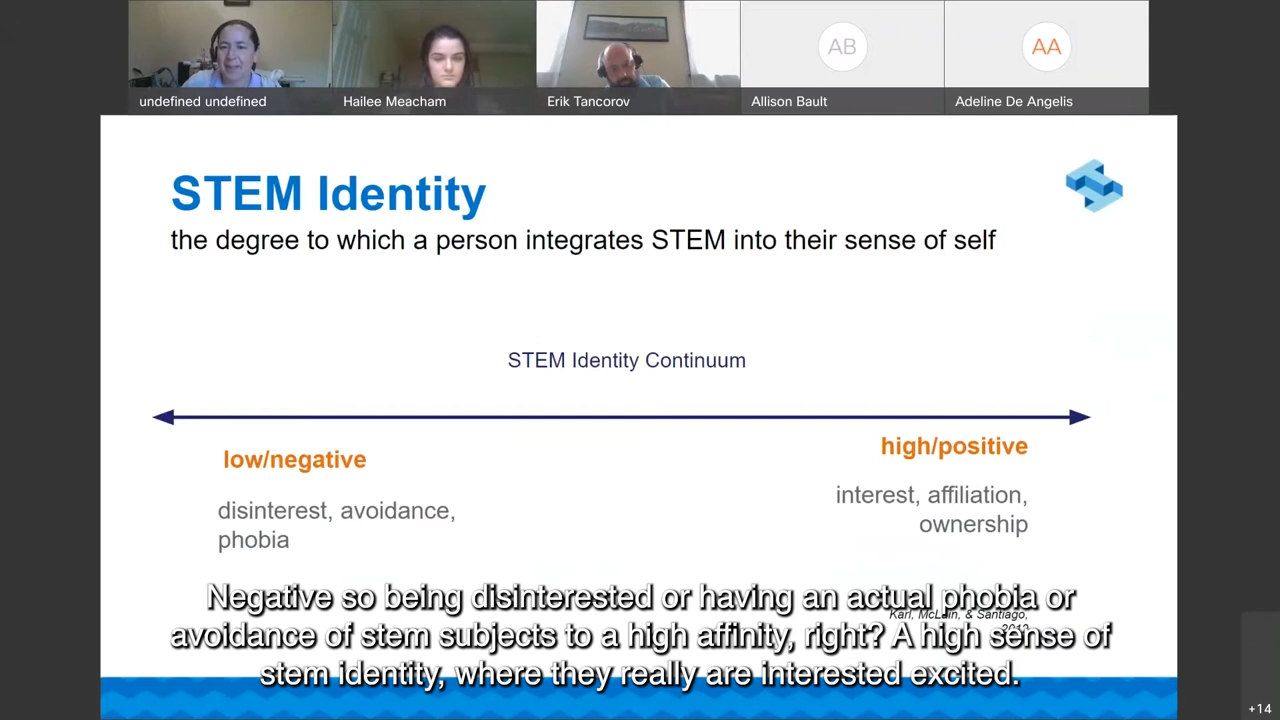 undefined undefined
Hailee Meacham
Erik Tancorov
AB
Allison Bault
AA
Adeline De Angelis
STEM Identity
the degree to which a person integrates STEM into their sense of self
STEM Identity Continuum
low/negative
high/positive
disinterest, avoidance,
phobia
interest, affiliation,
ownership
Karl, McLain, & Santiago,
Negative so being disinterested or having an actual phobia or
avoidance of stem subjects to a high affinity, right? A high sense of
stem identity, where they really are interested excited.
+14